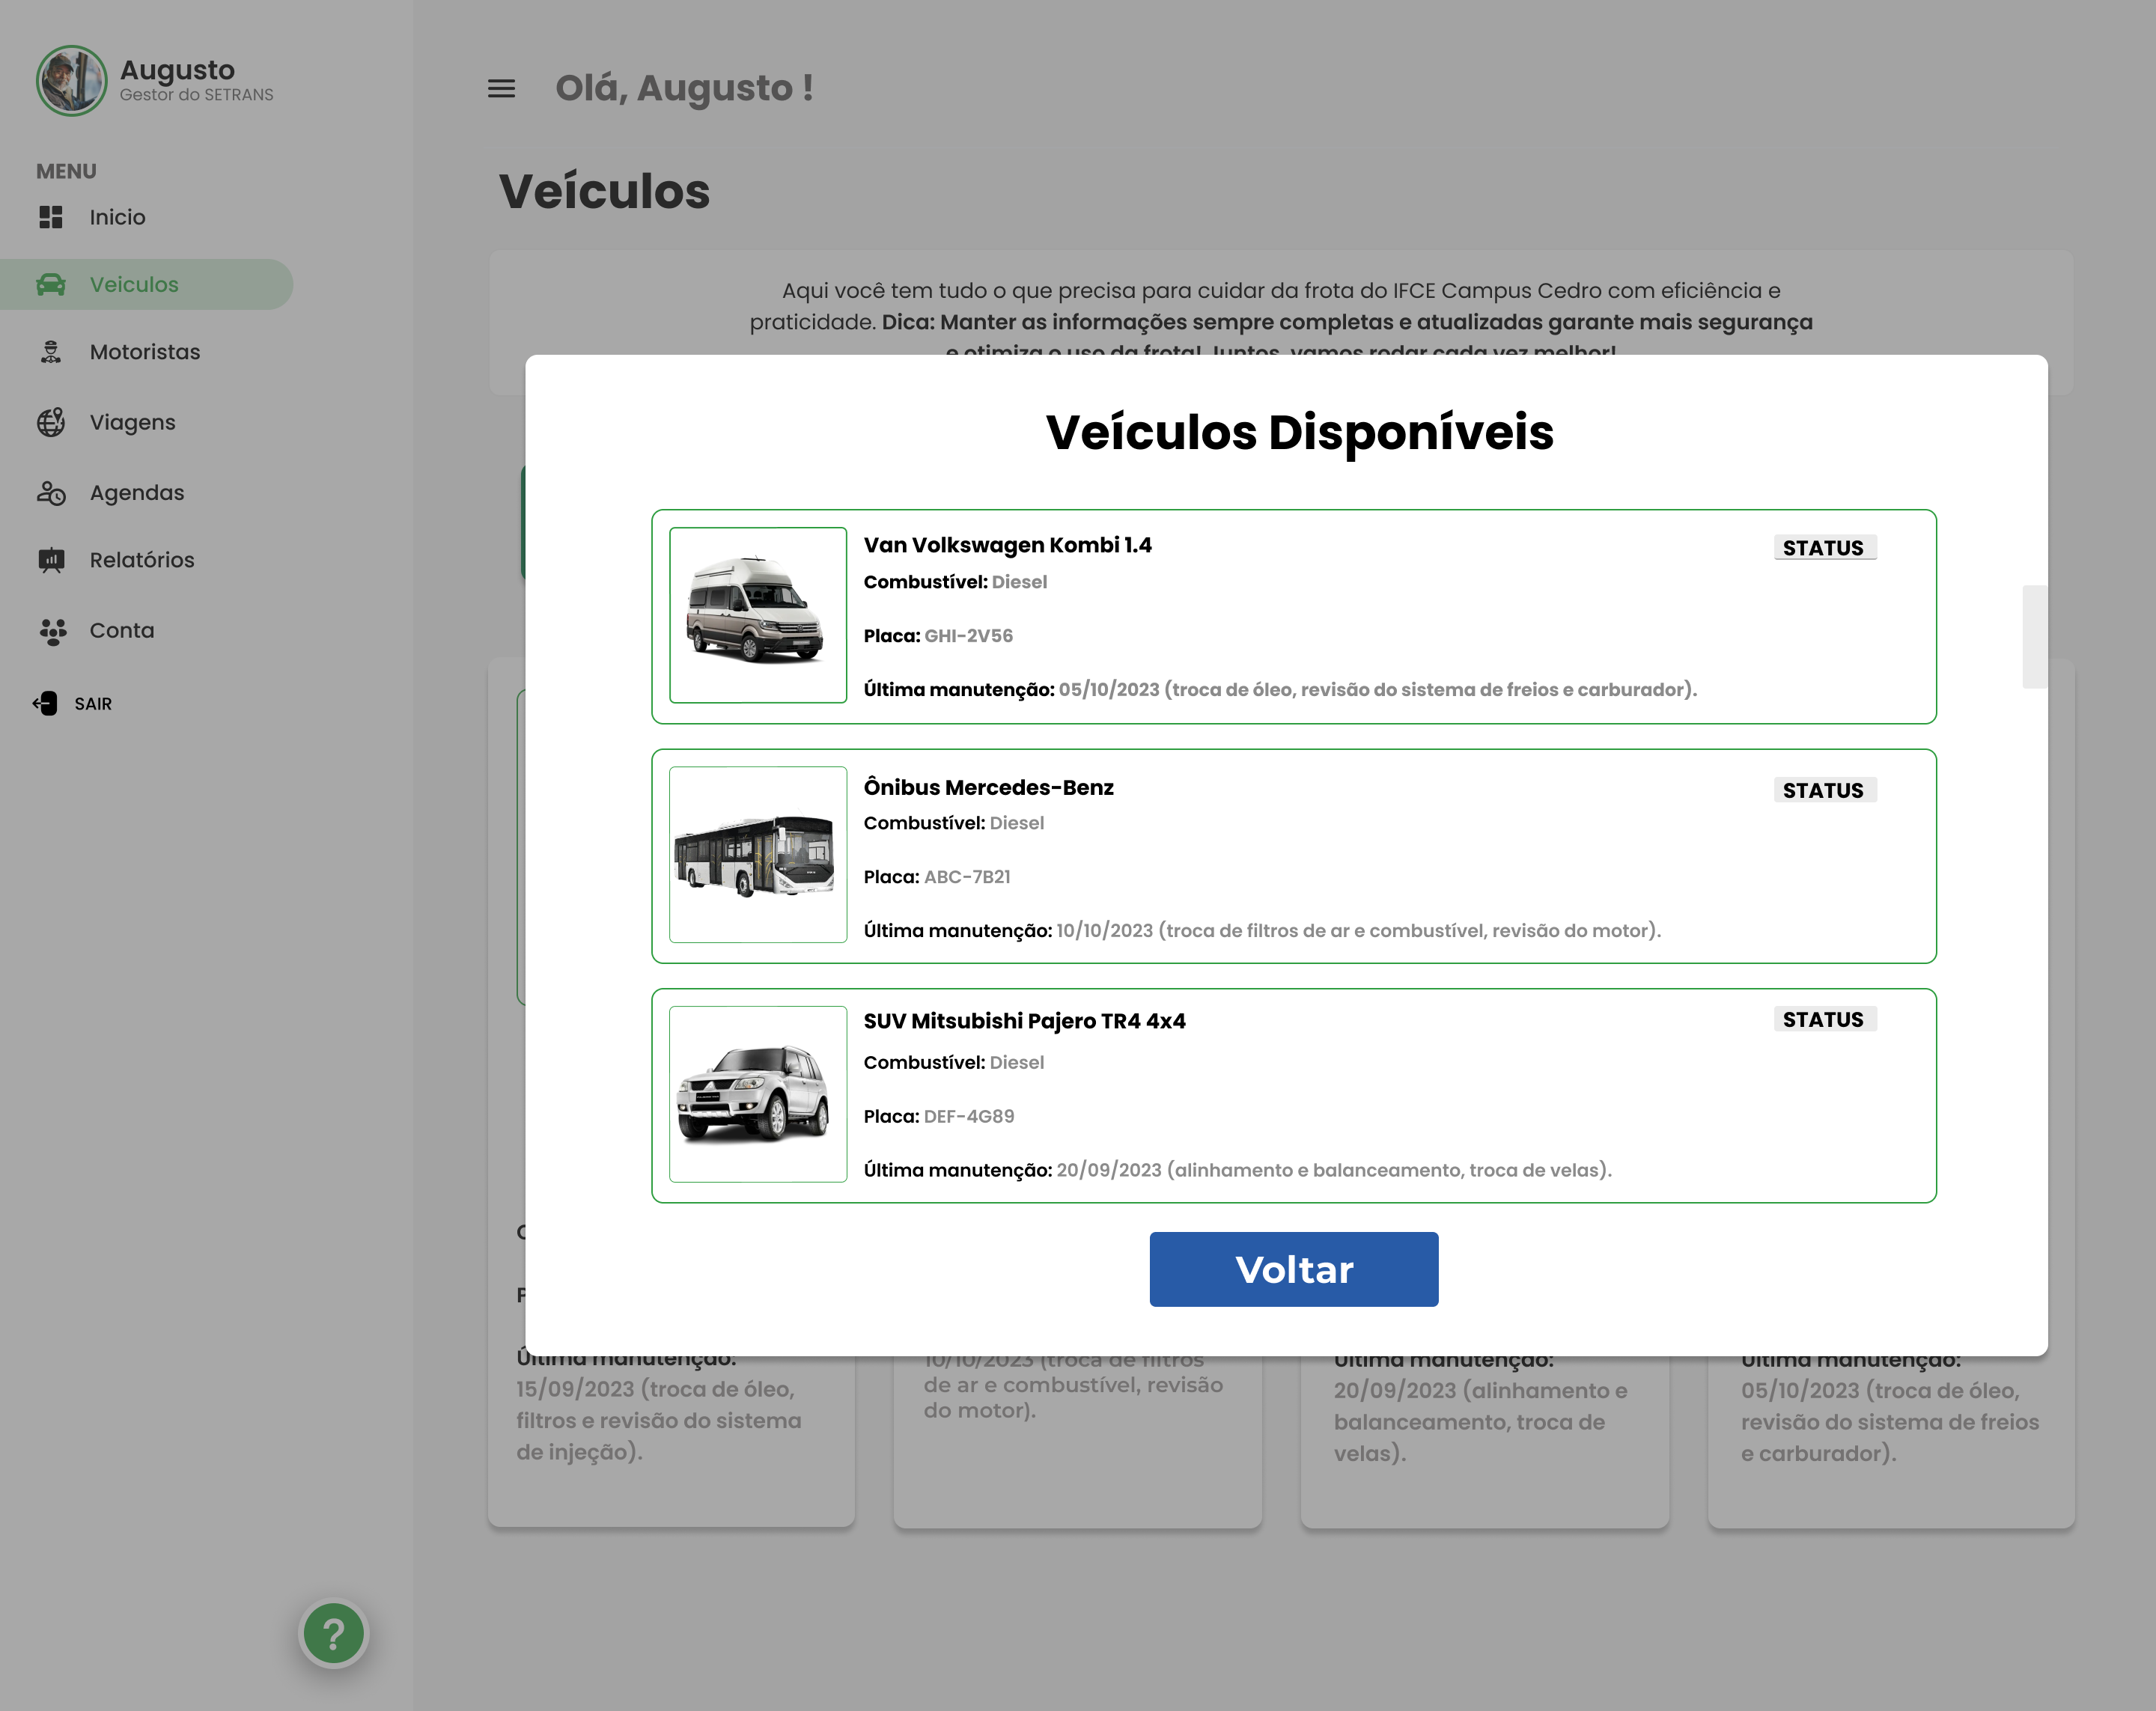 Augusto
Gestor do SETRANS
MENU
Inicio
Veiculos
Motoristas
Viagens
Agendas
Relatórios
Conta
SAIR
?
Olá, Augusto !
Veículos
Aqui você tem tudo o que precisa para cuidar da frota do IFCE Campus Cedro com eficiência e
praticidade. Dica: Manter as informações sempre completas e atualizadas garante mais segurança
e otimiza o uso da frota! Juntos, vamos rodar cada vez melhor!
Veículos Disponíveis
Van Volkswagen Kombi 1.4
STATUS
Combustível: Diesel
Placa: GHI-2V56
Última manutenção: 05/10/2023 (troca de óleo, revisão do sistema de freios e carburador).
Ônibus Mercedes-Benz
STATUS
Combustível: Diesel
Placa: ABC-7B21
Última manutenção: 10/10/2023 (troca de filtros de ar e combustível, revisão do motor).
SUV Mitsubishi Pajero TR4 4x4
STATUS
Combustível: Diesel
Placa: DEF-4G89
Última manutenção: 20/09/2023 (alinhamento e balanceamento, troca de velas).
Voltar
Última manutenção:
15/09/2023 (troca de óleo,
filtros e revisão do sistema
de injeção).
10/10/2023 (troca de filtros
de ar e combustível, revisão
do motor).
Última manutenção:
20/09/2023 (alinhamento e
balanceamento, troca de
velas).
Última manutenção:
05/10/2023 (troca de óleo,
revisão do sistema de freios
e carburador).